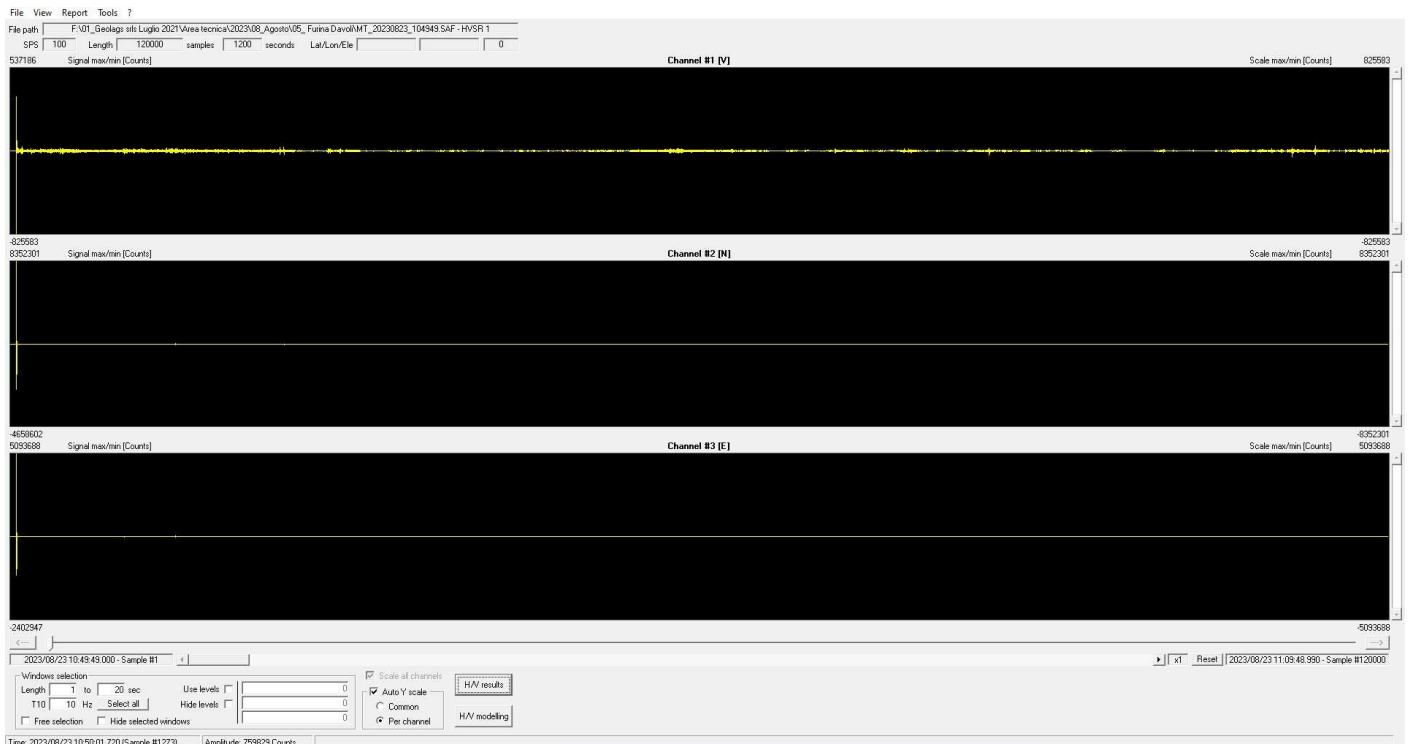 File View Report Tools ?
File path F:\01_Geolags srls Luglio 2021\Area tecnica\2023\08_Agosto\05_ Furina Davoli\MT_20230823_104949.SAF - HVSR 1
SPS 100 Length 120000 samples 1200 seconds Lat/Lon/Ele 0
537186 Signal max/min [Counts] Channel #1 [V] Scale max/min [Counts] 825583
-825583 -825583
8352301 Signal max/min [Counts] Channel #2 [N] Scale max/min [Counts] 8352301
-4658602 -8352301
5093688 Signal max/min [Counts] Channel #3 [E] Scale max/min [Counts] 5093688
-2402947 -5093688
<--- --->
2023/08/23 10:49:49.000 - Sample #1 x1 Reset 2023/08/23 11:09:48.990 - Sample #120000
Windows selection Scale all channels
Length 1 to 20 sec Use levels 0 Auto Y scale H/V results
T10 10 Hz Select all Hide levels 0 Common
Free selection Hide selected windows 0 Per channel H/V modelling
Time: 2023/08/23 10:50:01.720 (Sample #1273) Amplitude: 759829 Counts